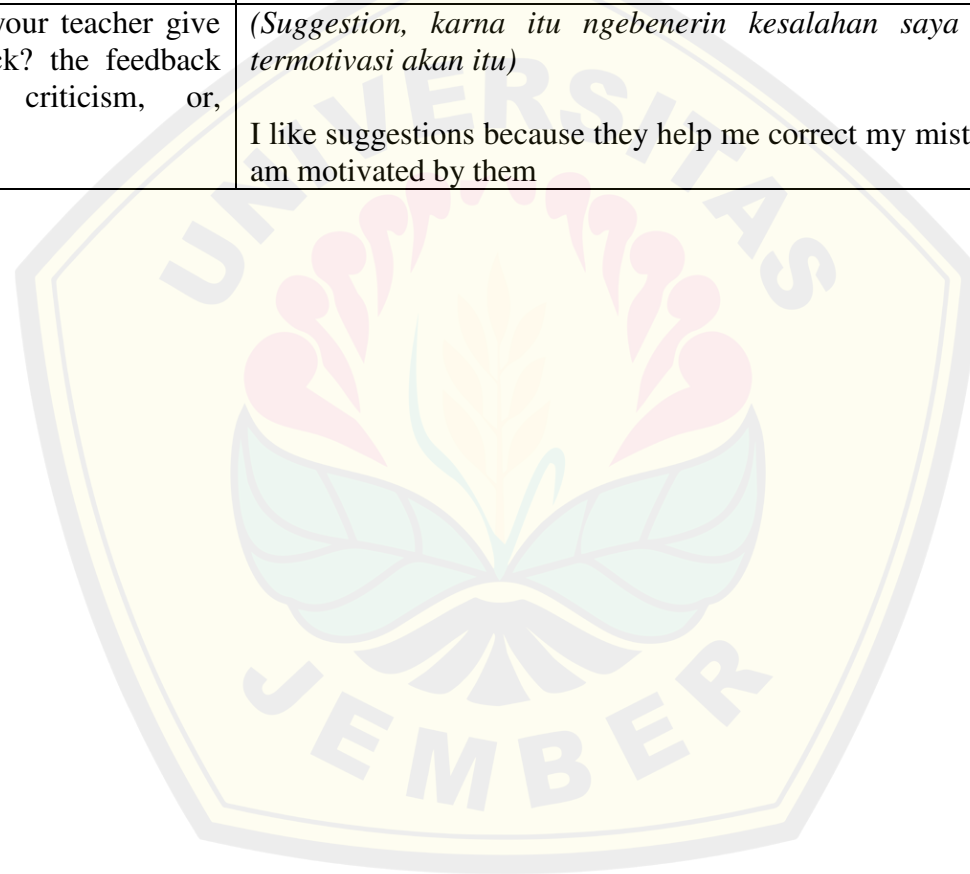 your teacher give
ck? the feedback
criticism, or,
(Suggestion, karna itu ngebenerin kesalahan saya
termotivasi akan itu)
I like suggestions because they help me correct my mist
am motivated by them
UNIVERSITAS
JEMBER